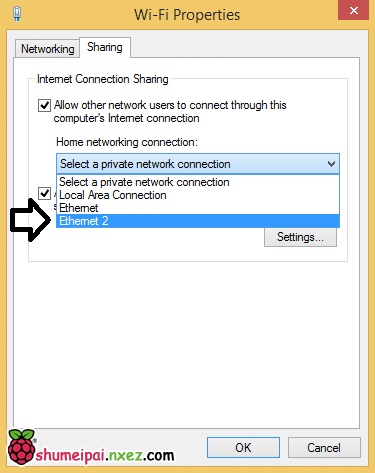 Wi-Fi Properties
Networking
Sharing
Internet Connection Sharing
Allow other network users to connect through this
computer's Internet connection
Home networking connection:
Select a private network connection
Select a private network connection
Local Area Connection
Ethernet
Ethernet 2
Settings...
OK
Cancel
shumeipai.nxez.com